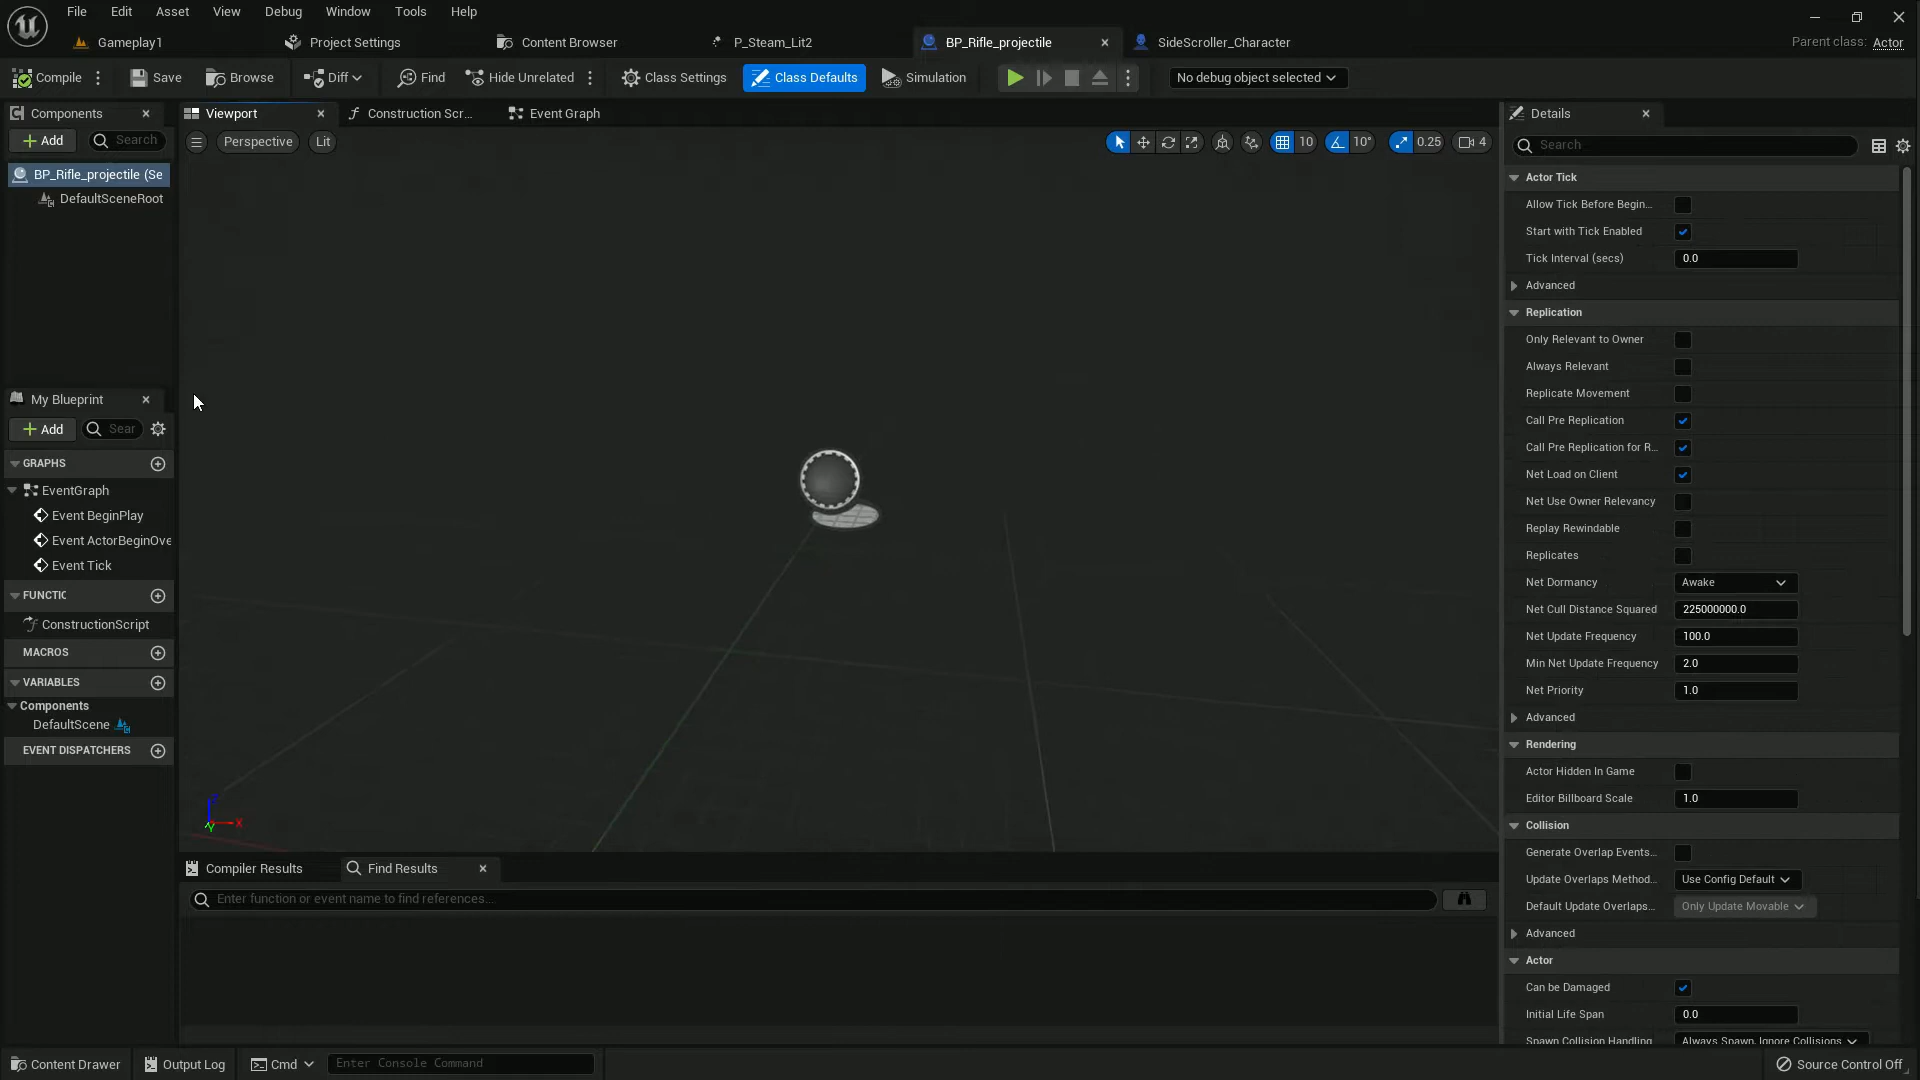 File Edit Asset View Debug Window Tools Help
Gameplay1 Project Settings Content Browser P_Steam_Lit2 BP_Rifle_projectile SideScroller_Character Parent class: Actor
Compile Save Browse Diff Find Hide Unrelated Class Settings Class Defaults Simulation No debug object selected
Components Viewport Construction Scr... Event Graph Details
Add Search Perspective Lit 10 10° 0.25 4 Search
BP_Rifle_projectile (Se
DefaultSceneRoot
My Blueprint
Add Sear
GRAPHS
EventGraph
Event BeginPlay
Event ActorBeginOve
Event Tick
FUNCTIC
ConstructionScript
MACROS
VARIABLES
Components
DefaultScene
EVENT DISPATCHERS
Z
X
Y
Compiler Results Find Results
Enter function or event name to find references...
Actor Tick
Allow Tick Before Begin...
Start with Tick Enabled
Tick Interval (secs) 0.0
Advanced
Replication
Only Relevant to Owner
Always Relevant
Replicate Movement
Call Pre Replication
Call Pre Replication for R...
Net Load on Client
Net Use Owner Relevancy
Replay Rewindable
Replicates
Net Dormancy Awake
Net Cull Distance Squared 225000000.0
Net Update Frequency 100.0
Min Net Update Frequency 2.0
Net Priority 1.0
Advanced
Rendering
Actor Hidden In Game
Editor Billboard Scale 1.0
Collision
Generate Overlap Events...
Update Overlaps Method... Use Config Default
Default Update Overlaps... Only Update Movable
Advanced
Actor
Can be Damaged
Initial Life Span 0.0
Spawn Collision Handling Always Spawn, Ignore Collisions
Content Drawer Output Log Cmd Enter Console Command Source Control Off